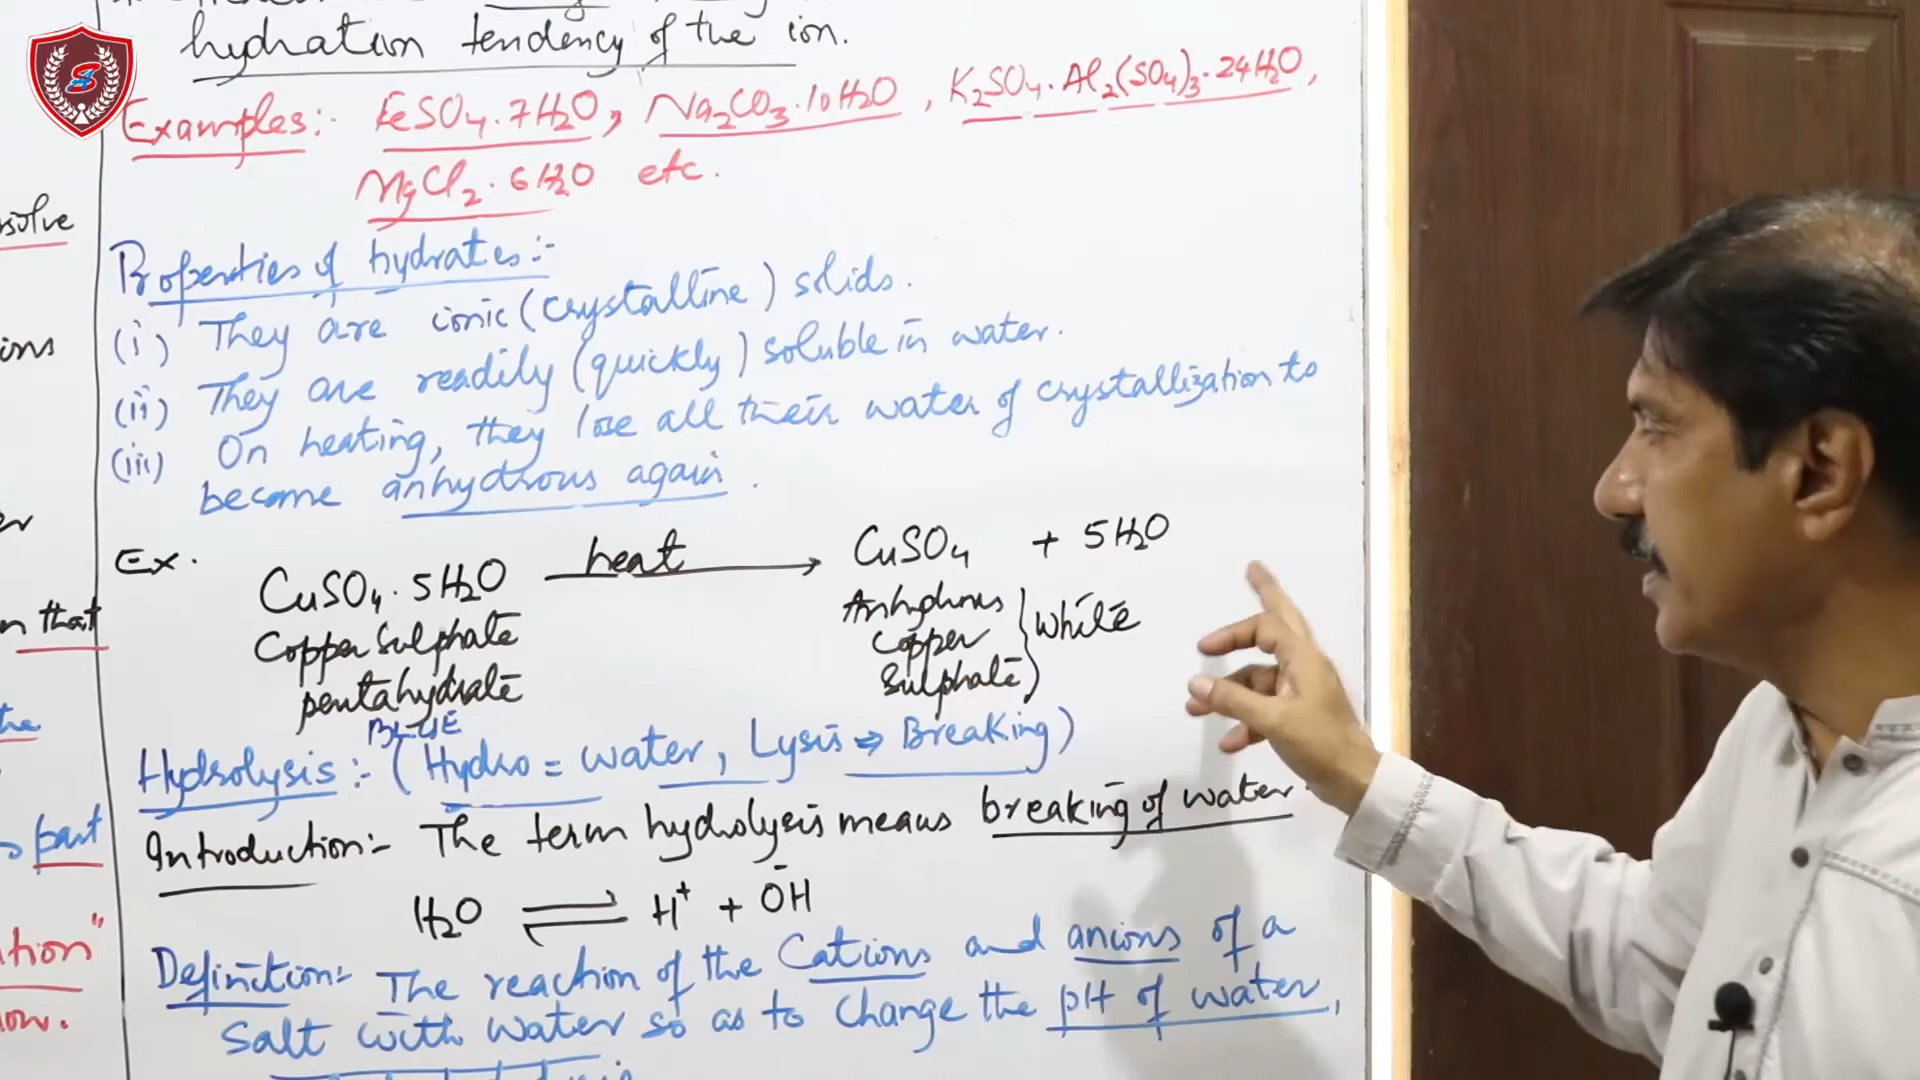 hydration tendency of the ion.
Examples:- FeSO₄.7H₂O, Na₂CO₃.10H₂O, K₂SO₄.Al₂(SO₄)₃.24H₂O,
MgCl₂.6H₂O etc.
Properties of hydrates:-
(i) They are ionic (crystalline) solids.
(ii) They are readily (quickly) soluble in water.
(iii) On heating, they lose all their water of crystallization to
become anhydrous again.
Ex. CuSO₄.5H₂O heat → CuSO₄ + 5H₂O
Copper sulphate
pentahydrate
BLUE
Anhydrous
Copper
Sulphate } white
Hydrolysis:- (Hydro = water, Lysis ⇒ Breaking)
Introduction:- The term hydrolysis means breaking of water.
H₂O ⇌ H⁺ + ŌH
Definition:- The reaction of the Cations and anions of a
salt with water so as to change the pH of water,
ions
that
part